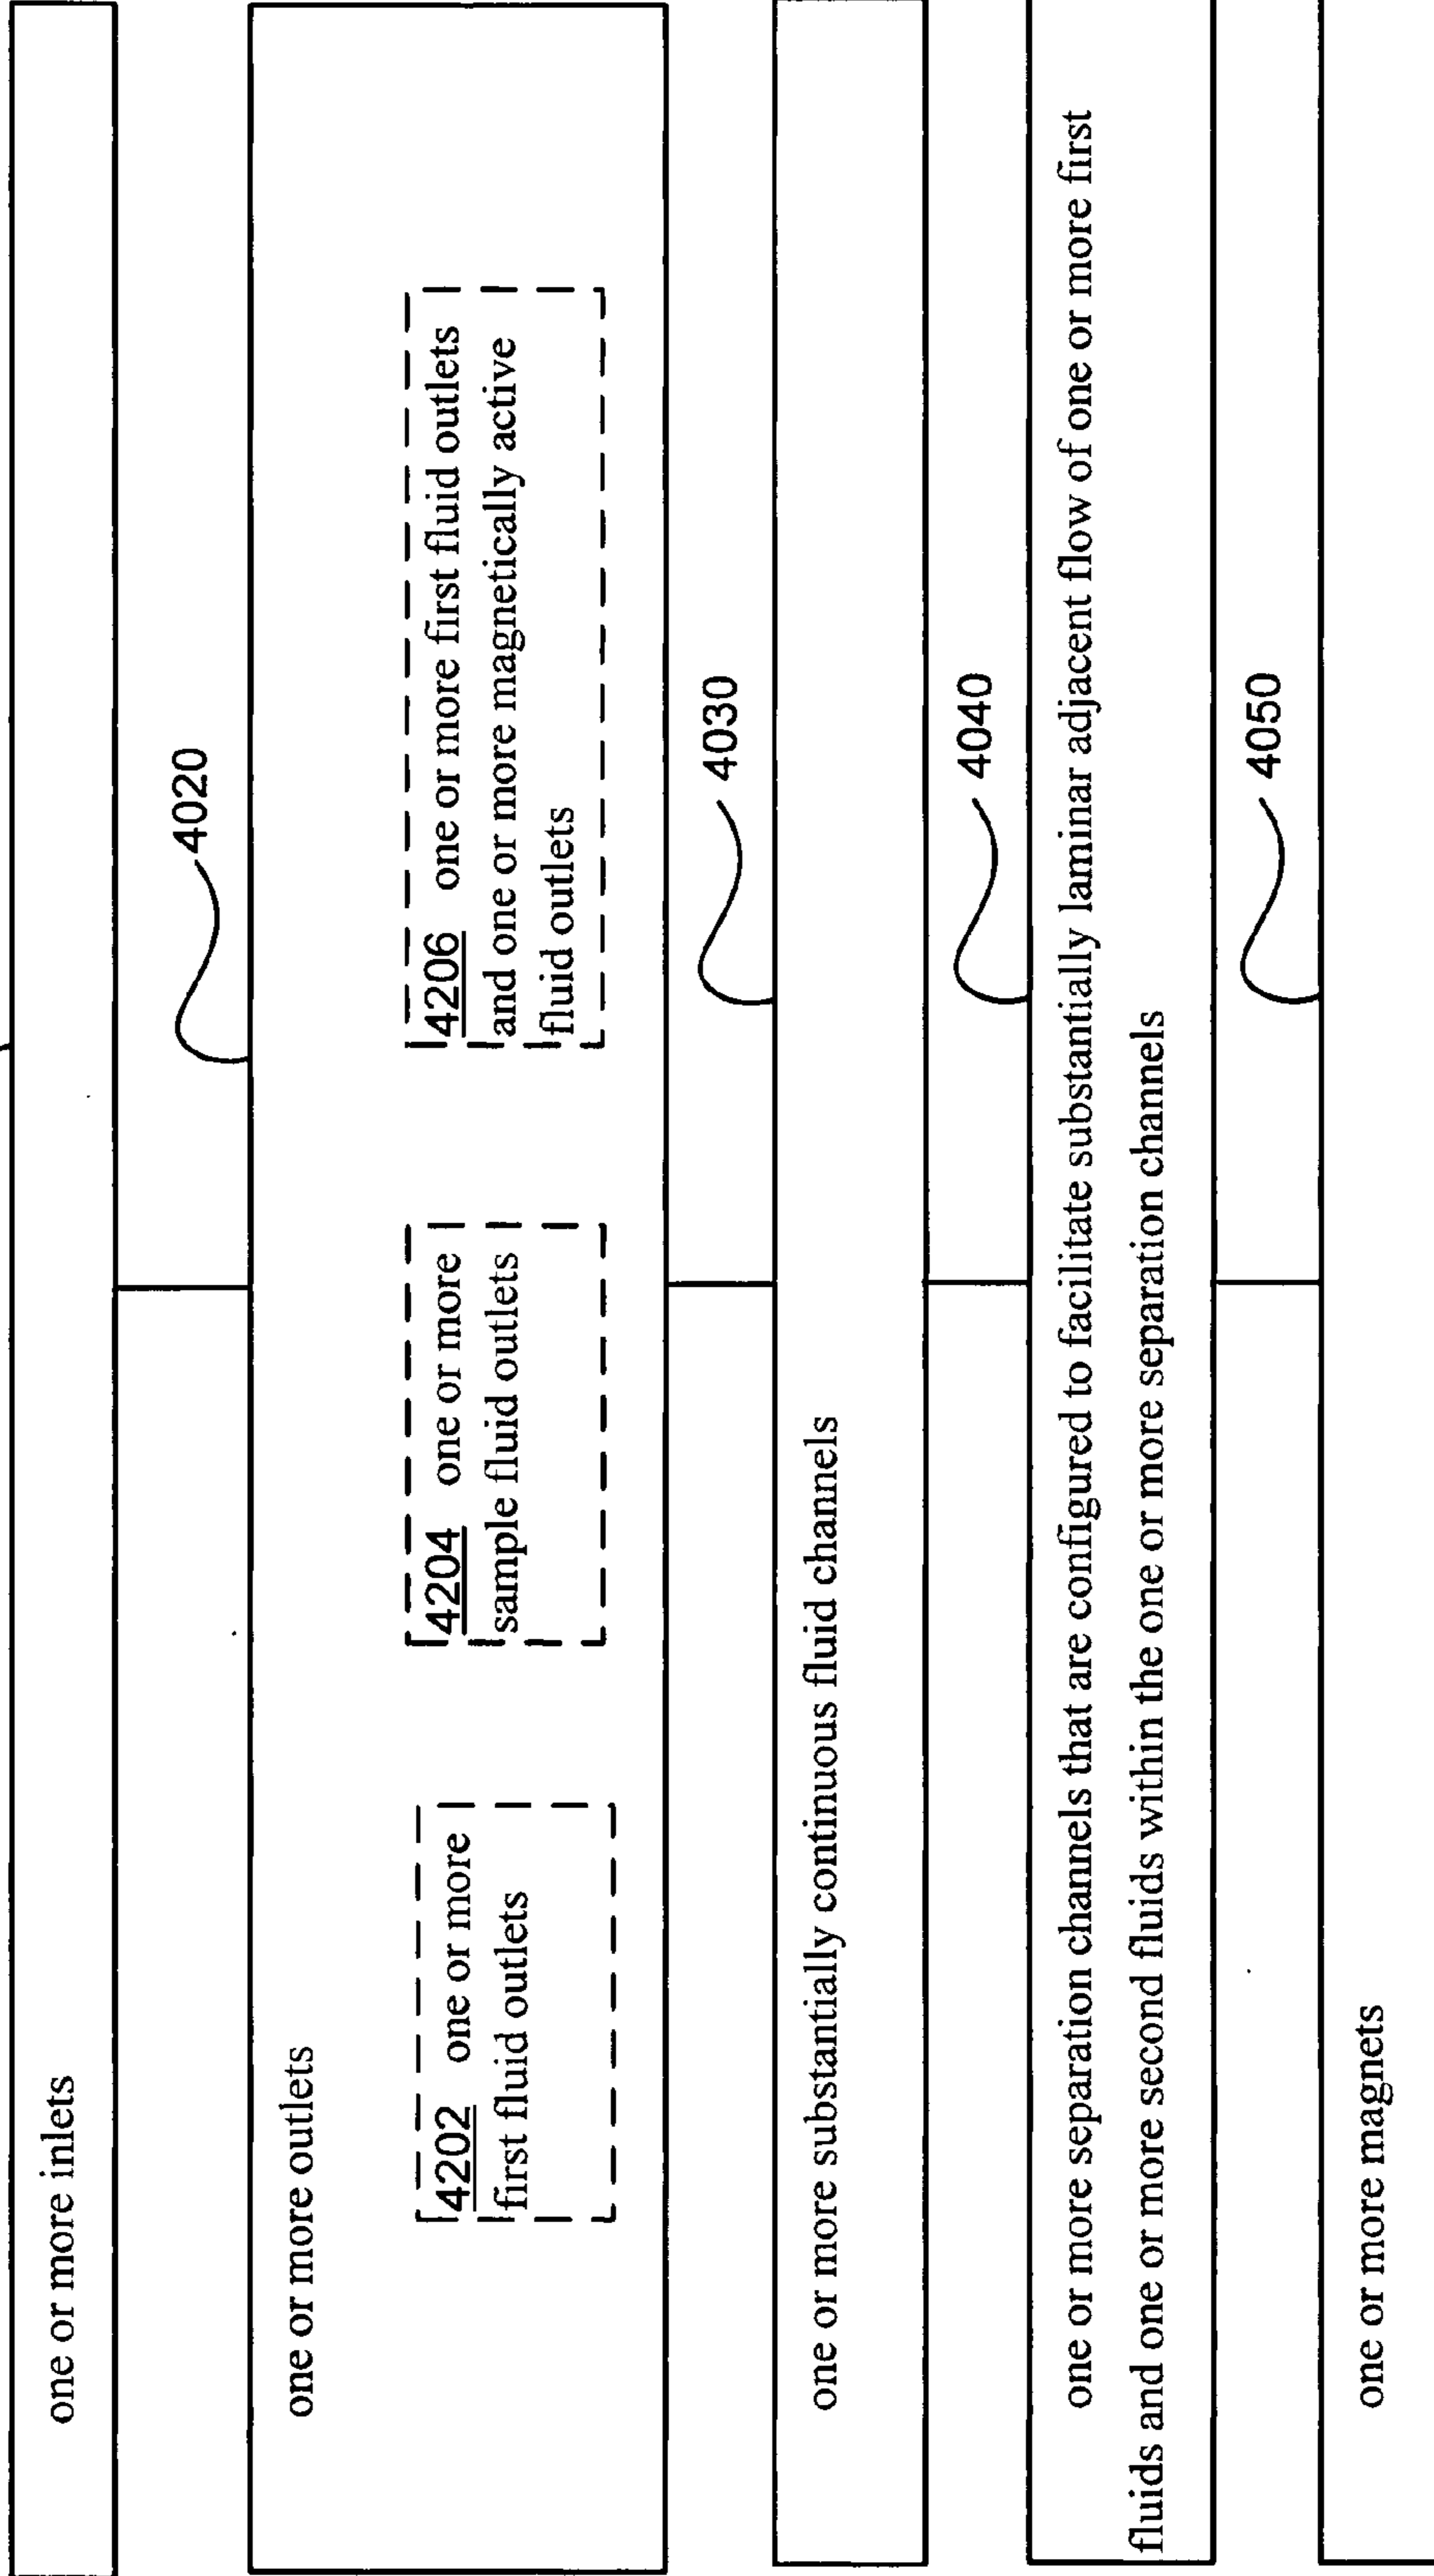 one or more inlets
4020
one or more outlets
4202 one or more
first fluid outlets
4204 one or more
sample fluid outlets
4206 one or more first fluid outlets
and one or more magnetically active
fluid outlets
4030
one or more substantially continuous fluid channels
4040
one or more separation channels that are configured to facilitate substantially laminar adjacent flow of one or more first
fluids and one or more second fluids within the one or more separation channels
4050
one or more magnets